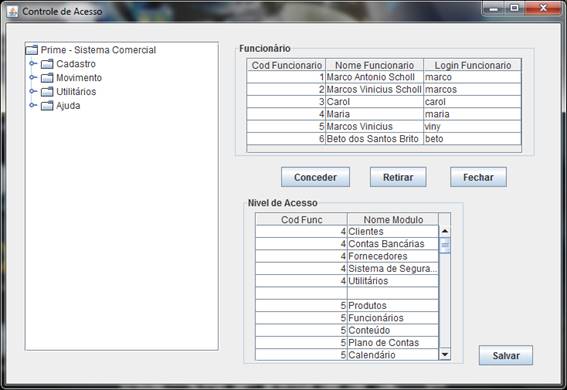 Controle de Acesso
Prime - Sistema Comercial
Cadastro
Movimento
Utilitários
Ajuda
Funcionário
Cod Funcionario Nome Funcionario Login Funcionario
1 Marco Antonio Scholl marco
2 Marcos Vinicius Scholl marcos
3 Carol carol
4 Maria maria
5 Marcos Vinicius viny
6 Beto dos Santos Brito beto
Conceder Retirar Fechar
Nivel de Acesso
Cod Func Nome Modulo
4 Clientes
4 Contas Bancárias
4 Fornecedores
4 Sistema de Segura...
4 Utilitários
5 Produtos
5 Funcionários
5 Conteúdo
5 Plano de Contas
5 Calendário
Salvar